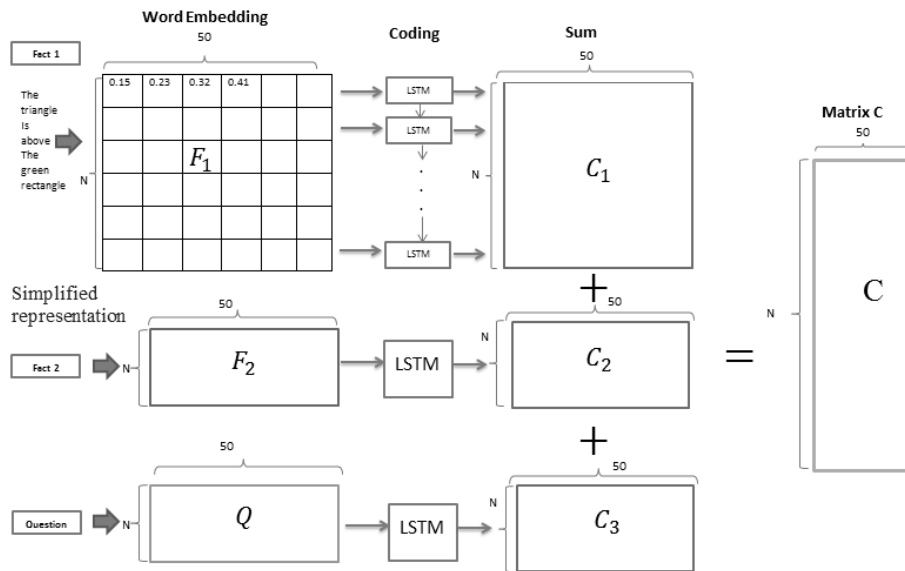 Word Embedding
50
Coding
Sum
50
Fact 1
0.15 0.23 0.32 0.41
The
triangle
Is
above
The
green
rectangle
N
F₁
LSTM
LSTM
.
.
.
LSTM
N
C₁
Matrix C
50
N
C
+
Simplified
representation
50
Fact 2
N
F₂
LSTM
50
N
C₂
=
+
50
Question
N
Q
LSTM
50
N
C₃